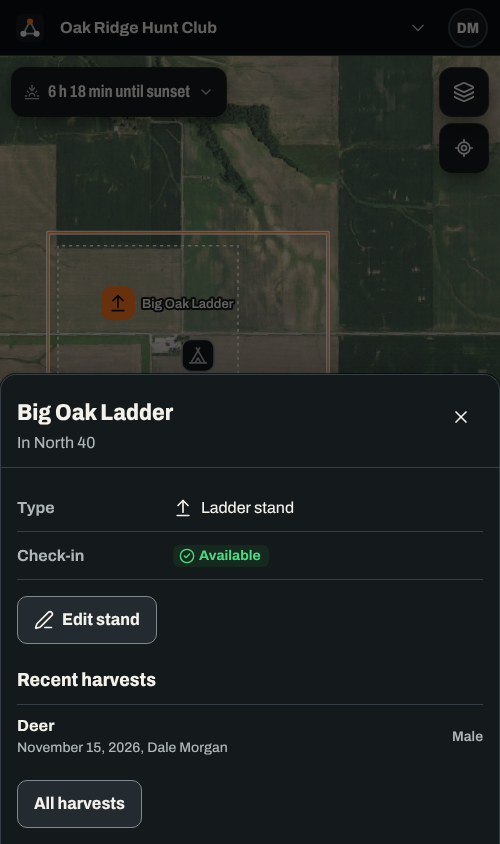 Oak Ridge Hunt Club
DM
6 h 18 min until sunset
Big Oak Ladder
Big Oak Ladder
In North 40
Type
Ladder stand
Check-in
Available
Edit stand
Recent harvests
Deer
November 15, 2026, Dale Morgan
Male
All harvests